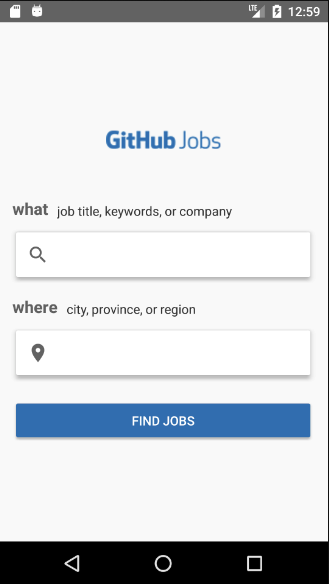 LTE 12:59
GitHub Jobs
what job title, keywords, or company
where city, province, or region
FIND JOBS